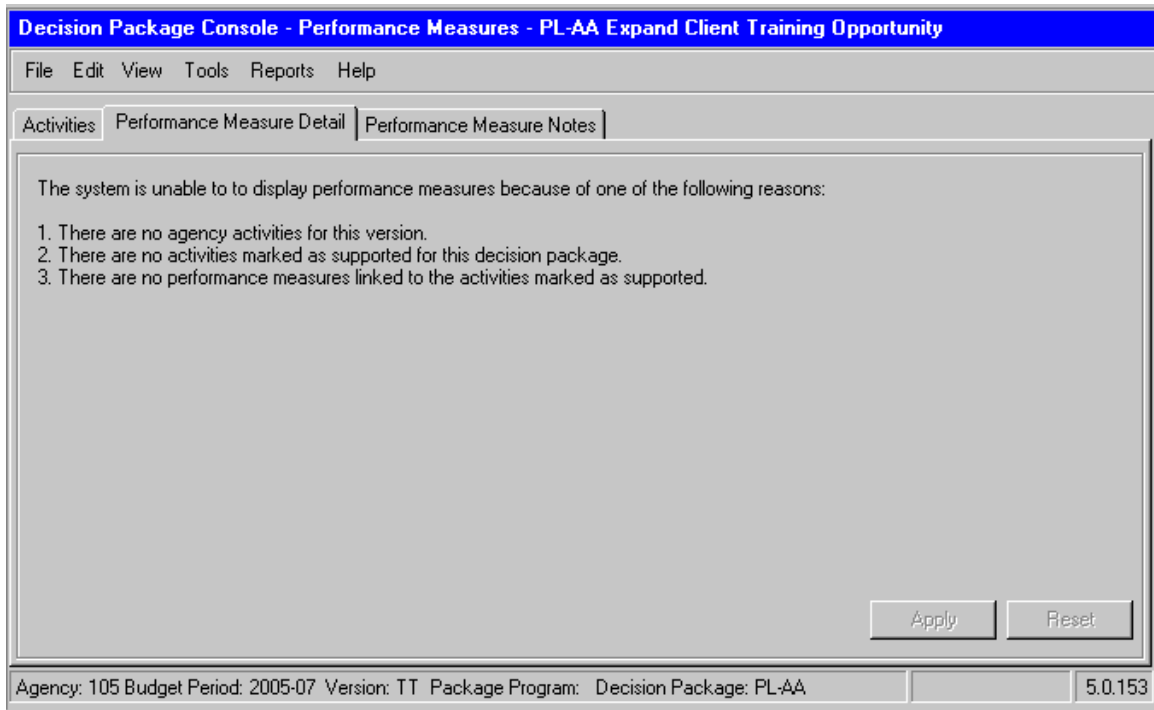 Decision Package Console - Performance Measures - PL-AA Expand Client Training Opportunity
File Edit View Tools Reports Help
Activities Performance Measure Detail Performance Measure Notes
The system is unable to to display performance measures because of one of the following reasons:
1. There are no agency activities for this version.
2. There are no activities marked as supported for this decision package.
3. There are no performance measures linked to the activities marked as supported.
Apply Reset
Agency: 105 Budget Period: 2005-07 Version: TT Package Program: Decision Package: PL-AA 5.0.153